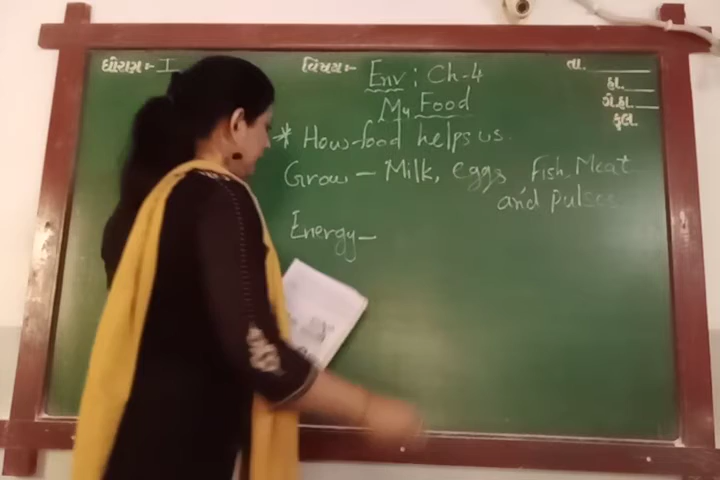 ધોરણ:- I
વિષય:- Env: Ch-4
તા.
હા.
ગે.હા.
કુલ.
My Food
* How food helps us.
Grow - Milk, eggs, Fish, Meat
and pulses
Energy -